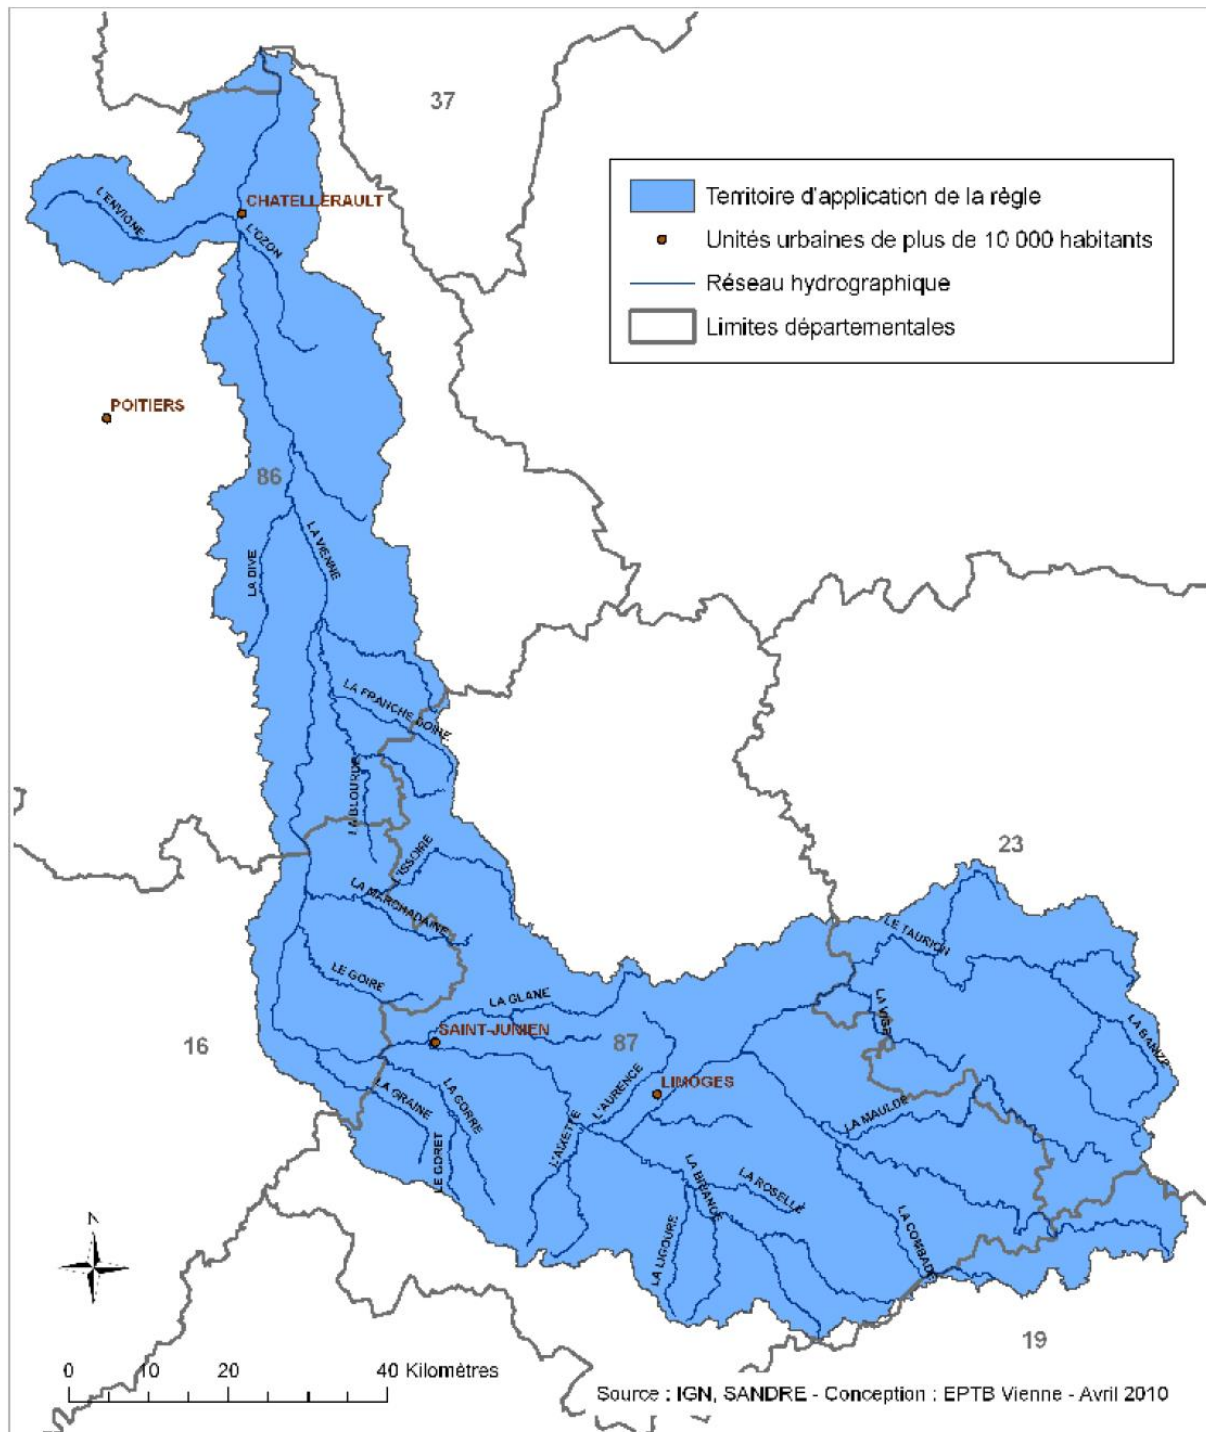 37
Territoire d'application de la règle
Unités urbaines de plus de 10 000 habitants
Réseau hydrographique
Limites départementales
L'ENVIGNE
CHATELLERAULT
L'OZON
POITIERS
86
LA VIENNE
LA DIVE
LA FRANCHE DOIRE
LA BLOURDE
ISSOIRE
23
LA MARCHADAINE
LE TAURION
LE GOIRE
LA GLANE
LA VIGE
LA BANIZE
16
SAINT-JUNIEN
87
LIMOGES
LA GRAINE
LA GORRE
L'AURENCE
LA MAULDE
LE GORET
L'AIXETTE
LA BRIANCE
LA ROSELLE
LA LIGOURE
LA COMBADE
N
19
0 10 20 40 Kilomètres
Source : IGN, SANDRE - Conception : EPTB Vienne - Avril 2010